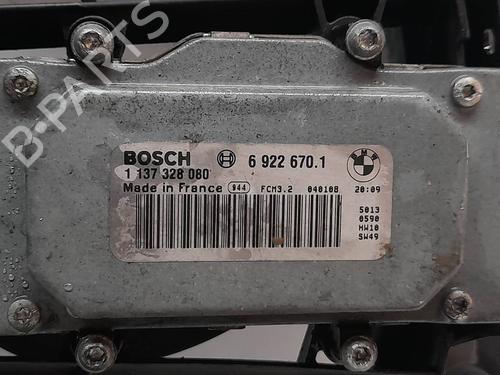 B-PARTS
BOSCH 6 922 670.1
1 137 328 080
Made in France 944 FCM3.2 040108 20:09
5013
0590
HW10
SW49